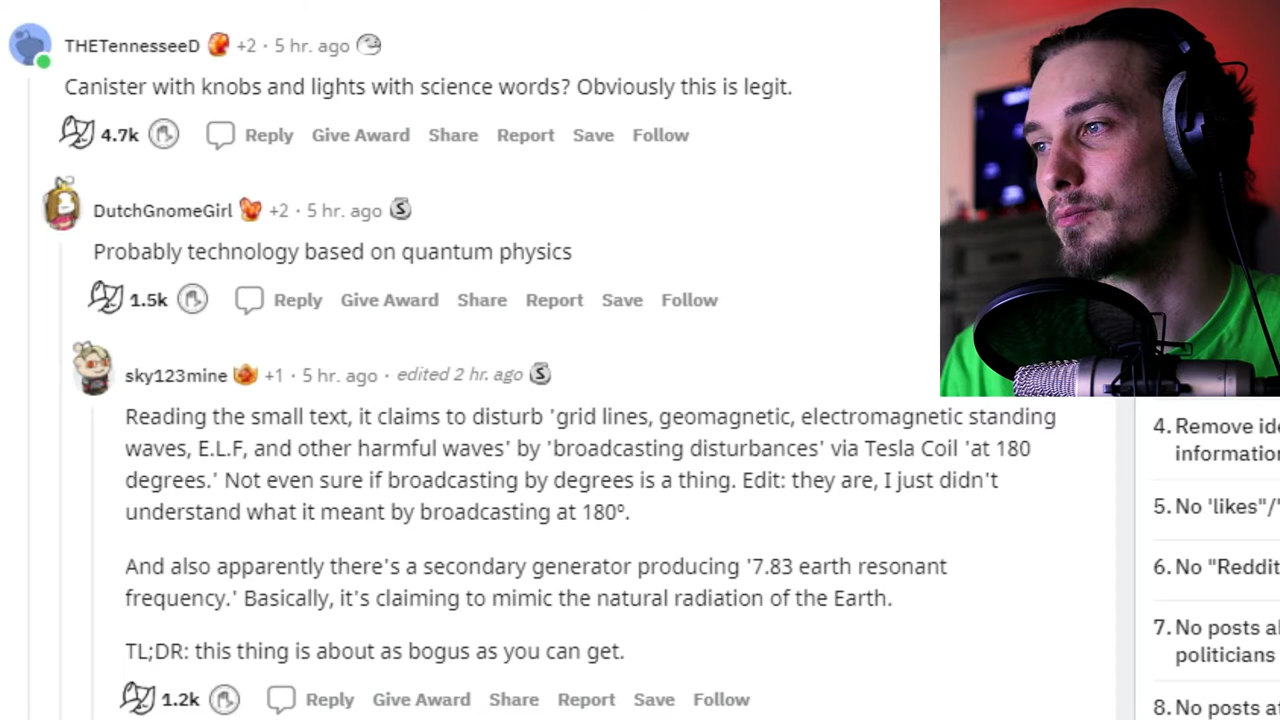 THETennesseeD +2 · 5 hr. ago
Canister with knobs and lights with science words? Obviously this is legit.
4.7k Reply Give Award Share Report Save Follow
DutchGnomeGirl +2 · 5 hr. ago
Probably technology based on quantum physics
1.5k Reply Give Award Share Report Save Follow
sky123mine +1 · 5 hr. ago · edited 2 hr. ago
Reading the small text, it claims to disturb 'grid lines, geomagnetic, electromagnetic standing
waves, E.L.F, and other harmful waves' by 'broadcasting disturbances' via Tesla Coil 'at 180
degrees.' Not even sure if broadcasting by degrees is a thing. Edit: they are, I just didn't
understand what it meant by broadcasting at 180º.
And also apparently there's a secondary generator producing '7.83 earth resonant
frequency.' Basically, it's claiming to mimic the natural radiation of the Earth.
TL;DR: this thing is about as bogus as you can get.
1.2k Reply Give Award Share Report Save Follow
4. Remove ide
information
5. No 'likes"/"
6. No "Reddit
7. No posts al
politicians
8. No posts at